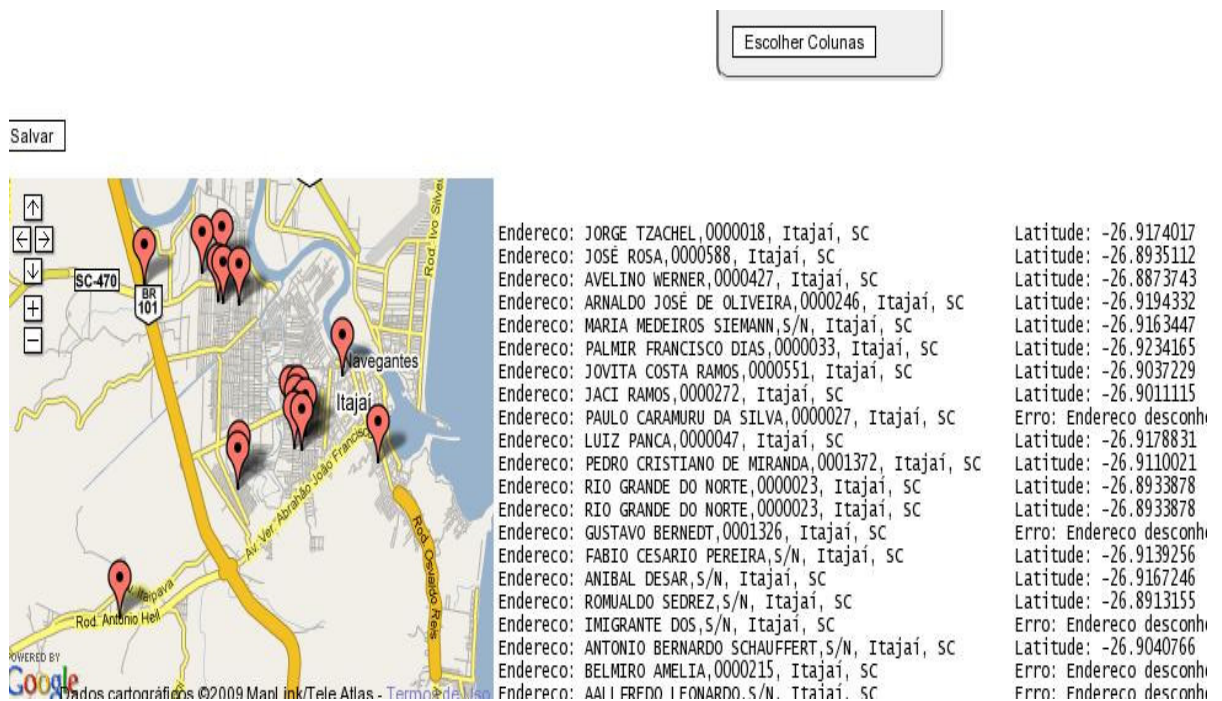 Escolher Colunas
Salvar
Rod. Ivo Silve
SC-470
BR
101
Navegantes
Itajaí
Av. Ver. Abrahão João Francisc
Rod. Osvaldo Reis
Itaipava
Rod. Antônio Heil
POWERED BY
Google
Dados cartográficos ©2009 MapLink/Tele Atlas - Termos de Uso
Endereco: JORGE TZACHEL,0000018, Itajaí, SC Latitude: -26.9174017
Endereco: JOSÉ ROSA,0000588, Itajaí, SC Latitude: -26.8935112
Endereco: AVELINO WERNER,0000427, Itajaí, SC Latitude: -26.8873743
Endereco: ARNALDO JOSÉ DE OLIVEIRA,0000246, Itajaí, SC Latitude: -26.9194332
Endereco: MARIA MEDEIROS SIEMANN,S/N, Itajaí, SC Latitude: -26.9163447
Endereco: PALMIR FRANCISCO DIAS,0000033, Itajaí, SC Latitude: -26.9234165
Endereco: JOVITA COSTA RAMOS,0000551, Itajaí, SC Latitude: -26.9037229
Endereco: JACI RAMOS,0000272, Itajaí, SC Latitude: -26.9011115
Endereco: PAULO CARAMURU DA SILVA,0000027, Itajaí, SC Erro: Endereco desconhe
Endereco: LUIZ PANCA,0000047, Itajaí, SC Latitude: -26.9178831
Endereco: PEDRO CRISTIANO DE MIRANDA,0001372, Itajaí, SC Latitude: -26.9110021
Endereco: RIO GRANDE DO NORTE,0000023, Itajaí, SC Latitude: -26.8933878
Endereco: RIO GRANDE DO NORTE,0000023, Itajaí, SC Latitude: -26.8933878
Endereco: GUSTAVO BERNEDT,0001326, Itajaí, SC Erro: Endereco desconhe
Endereco: FABIO CESARIO PEREIRA,S/N, Itajaí, SC Latitude: -26.9139256
Endereco: ANIBAL DESAR,S/N, Itajaí, SC Latitude: -26.9167246
Endereco: ROMUALDO SEDREZ,S/N, Itajaí, SC Latitude: -26.8913155
Endereco: IMIGRANTE DOS,S/N, Itajaí, SC Erro: Endereco desconhe
Endereco: ANTONIO BERNARDO SCHAUFFERT,S/N, Itajaí, SC Latitude: -26.9040766
Endereco: BELMIRO AMELIA,0000215, Itajaí, SC Erro: Endereco desconhe
Endereco: AALLFREDO LEONARDO,S/N, Itajaí, SC Erro: Endereco desconhe